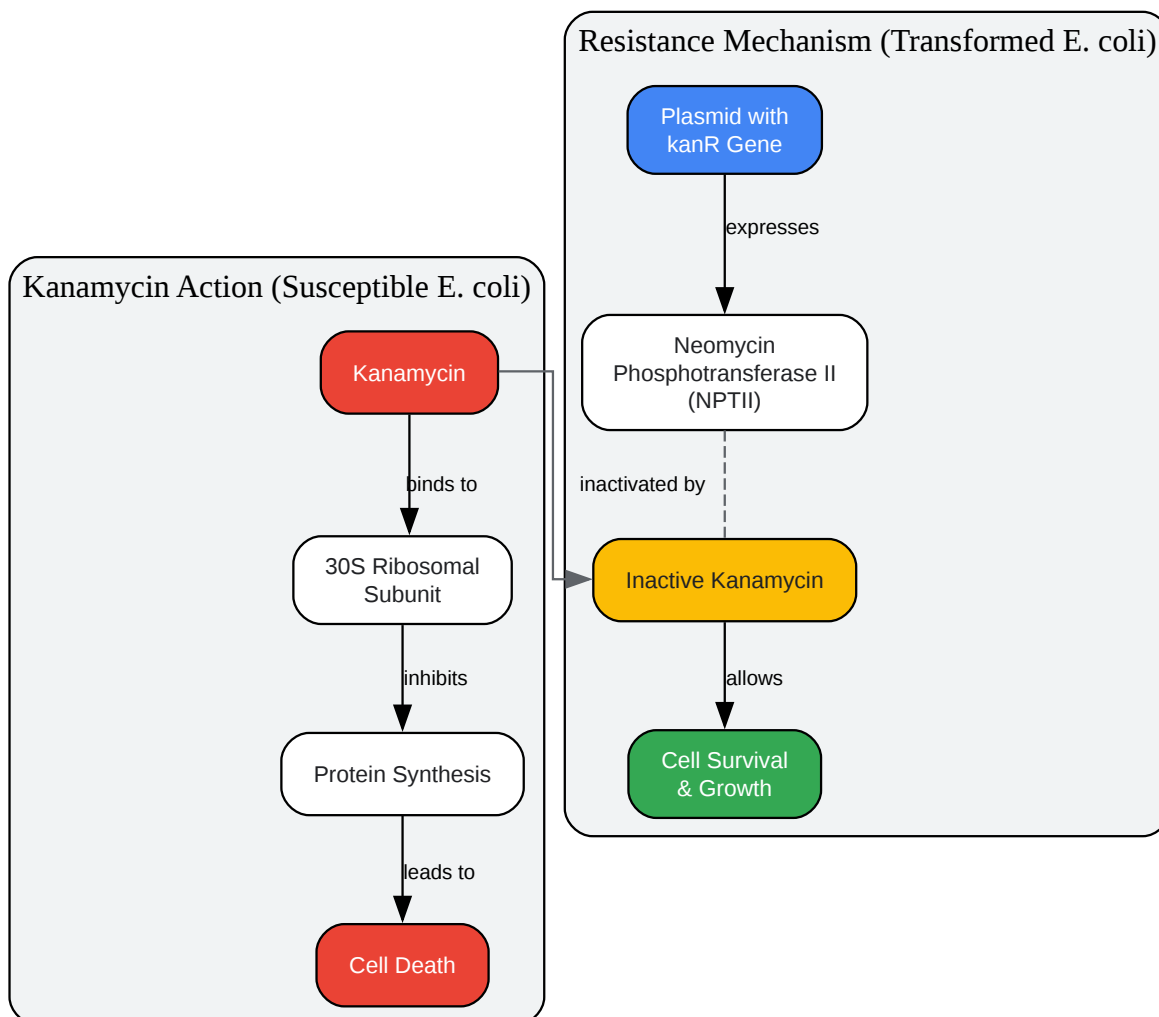 Resistance Mechanism (Transformed E. coli)
Plasmid with
kanR Gene
expresses
Neomycin
Phosphotransferase II
(NPTII)
inactivated by
Inactive Kanamycin
allows
Cell Survival
& Growth
Kanamycin Action (Susceptible E. coli)
Kanamycin
binds to
30S Ribosomal
Subunit
inhibits
Protein Synthesis
leads to
Cell Death